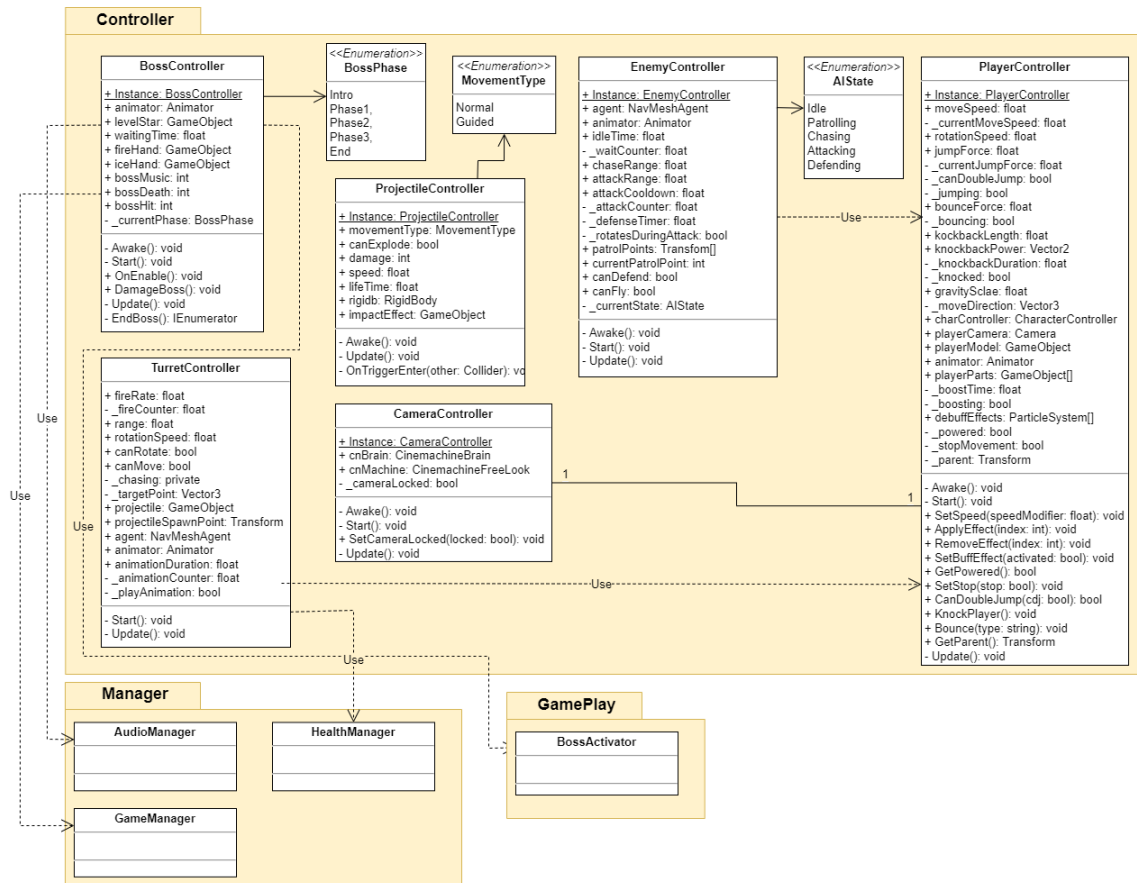 Controller
BossController
+ Instance: BossController
+ animator: Animator
+ levelStar: GameObject
+ waitingTime: float
+ fireHand: GameObject
+ iceHand: GameObject
+ bossMusic: int
+ bossDeath: int
+ bossHit: int
- _currentPhase: BossPhase
- Awake(): void
- Start(): void
+ OnEnable(): void
+ DamageBoss(): void
- Update(): void
- EndBoss(): IEnumerator
<<Enumeration>>
BossPhase
Intro
Phase1,
Phase2,
Phase3,
End
<<Enumeration>>
MovementType
Normal
Guided
ProjectileController
+ Instance: ProjectileController
+ movementType: MovementType
+ canExplode: bool
+ damage: int
+ speed: float
+ lifeTime: float
+ rigidb: RigidBody
+ impactEffect: GameObject
- Awake(): void
- Update(): void
- OnTriggerEnter(other: Collider): vo
EnemyController
+ Instance: EnemyController
+ agent: NavMeshAgent
+ animator: Animator
+ idleTime: float
- _waitCounter: float
+ chaseRange: float
+ attackRange: float
+ attackCooldown: float
- _attackCounter: float
- _defenseTimer: float
- _rotatesDuringAttack: bool
+ patrolPoints: Transfom[]
+ currentPatrolPoint: int
+ canDefend: bool
+ canFly: bool
- _currentState: AIState
- Awake(): void
- Start(): void
- Update(): void
<<Enumeration>>
AIState
Idle
Patrolling
Chasing
Attacking
Defending
Use
PlayerController
+ Instance: PlayerController
+ moveSpeed: float
- _currentMoveSpeed: float
+ rotationSpeed: float
+ jumpForce: float
- _currentJumpForce: float
- _canDoubleJump: bool
- _jumping: bool
+ bounceForce: float
- _bouncing: bool
+ kockbackLength: float
+ knockbackPower: Vector2
- _knockbackDuration: float
- _knocked: bool
+ gravitySclae: float
- _moveDirection: Vector3
+ charController: CharacterController
+ playerCamera: Camera
+ playerModel: GameObject
+ animator: Animator
+ playerParts: GameObject[]
- _boostTime: float
- _boosting: bool
+ debuffEffects: ParticleSystem[]
- _powered: bool
- _stopMovement: bool
- _parent: Transform
- Awake(): void
- Start(): void
+ SetSpeed(speedModifier: float): void
+ ApplyEffect(index: int): void
+ RemoveEffect(index: int): void
+ SetBuffEffect(activated: bool): void
+ GetPowered(): bool
+ SetStop(stop: bool): void
+ CanDoubleJump(cdj: bool): bool
+ KnockPlayer(): void
+ Bounce(type: string): void
+ GetParent(): Transform
- Update(): void
TurretController
+ fireRate: float
- _fireCounter: float
+ range: float
+ rotationSpeed: float
+ canRotate: bool
+ canMove: bool
- _chasing: private
- _targetPoint: Vector3
+ projectile: GameObject
+ projectileSpawnPoint: Transform
+ agent: NavMeshAgent
+ animator: Animator
+ animationDuration: float
- _animationCounter: float
- _playAnimation: bool
- Start(): void
- Update(): void
CameraController
+ Instance: CameraController
+ cnBrain: CinemachineBrain
+ cnMachine: CinemachineFreeLook
- _cameraLocked: bool
- Awake(): void
- Start(): void
+ SetCameraLocked(locked: bool): void
- Update(): void
1
1
Use
Use
Use
Use
Use
Manager
AudioManager
HealthManager
GameManager
GamePlay
BossActivator